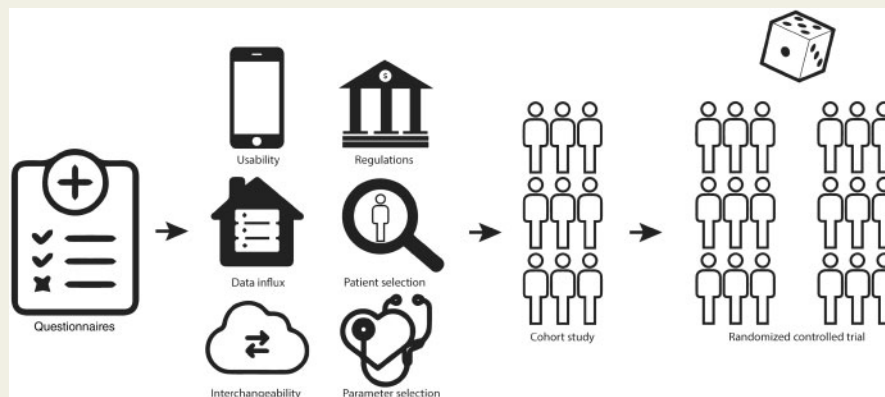 Usability
Regulations
Questionnaires
Data influx
Patient selection
Interchangeability
Parameter selection
Cohort study
Randomized controlled trial